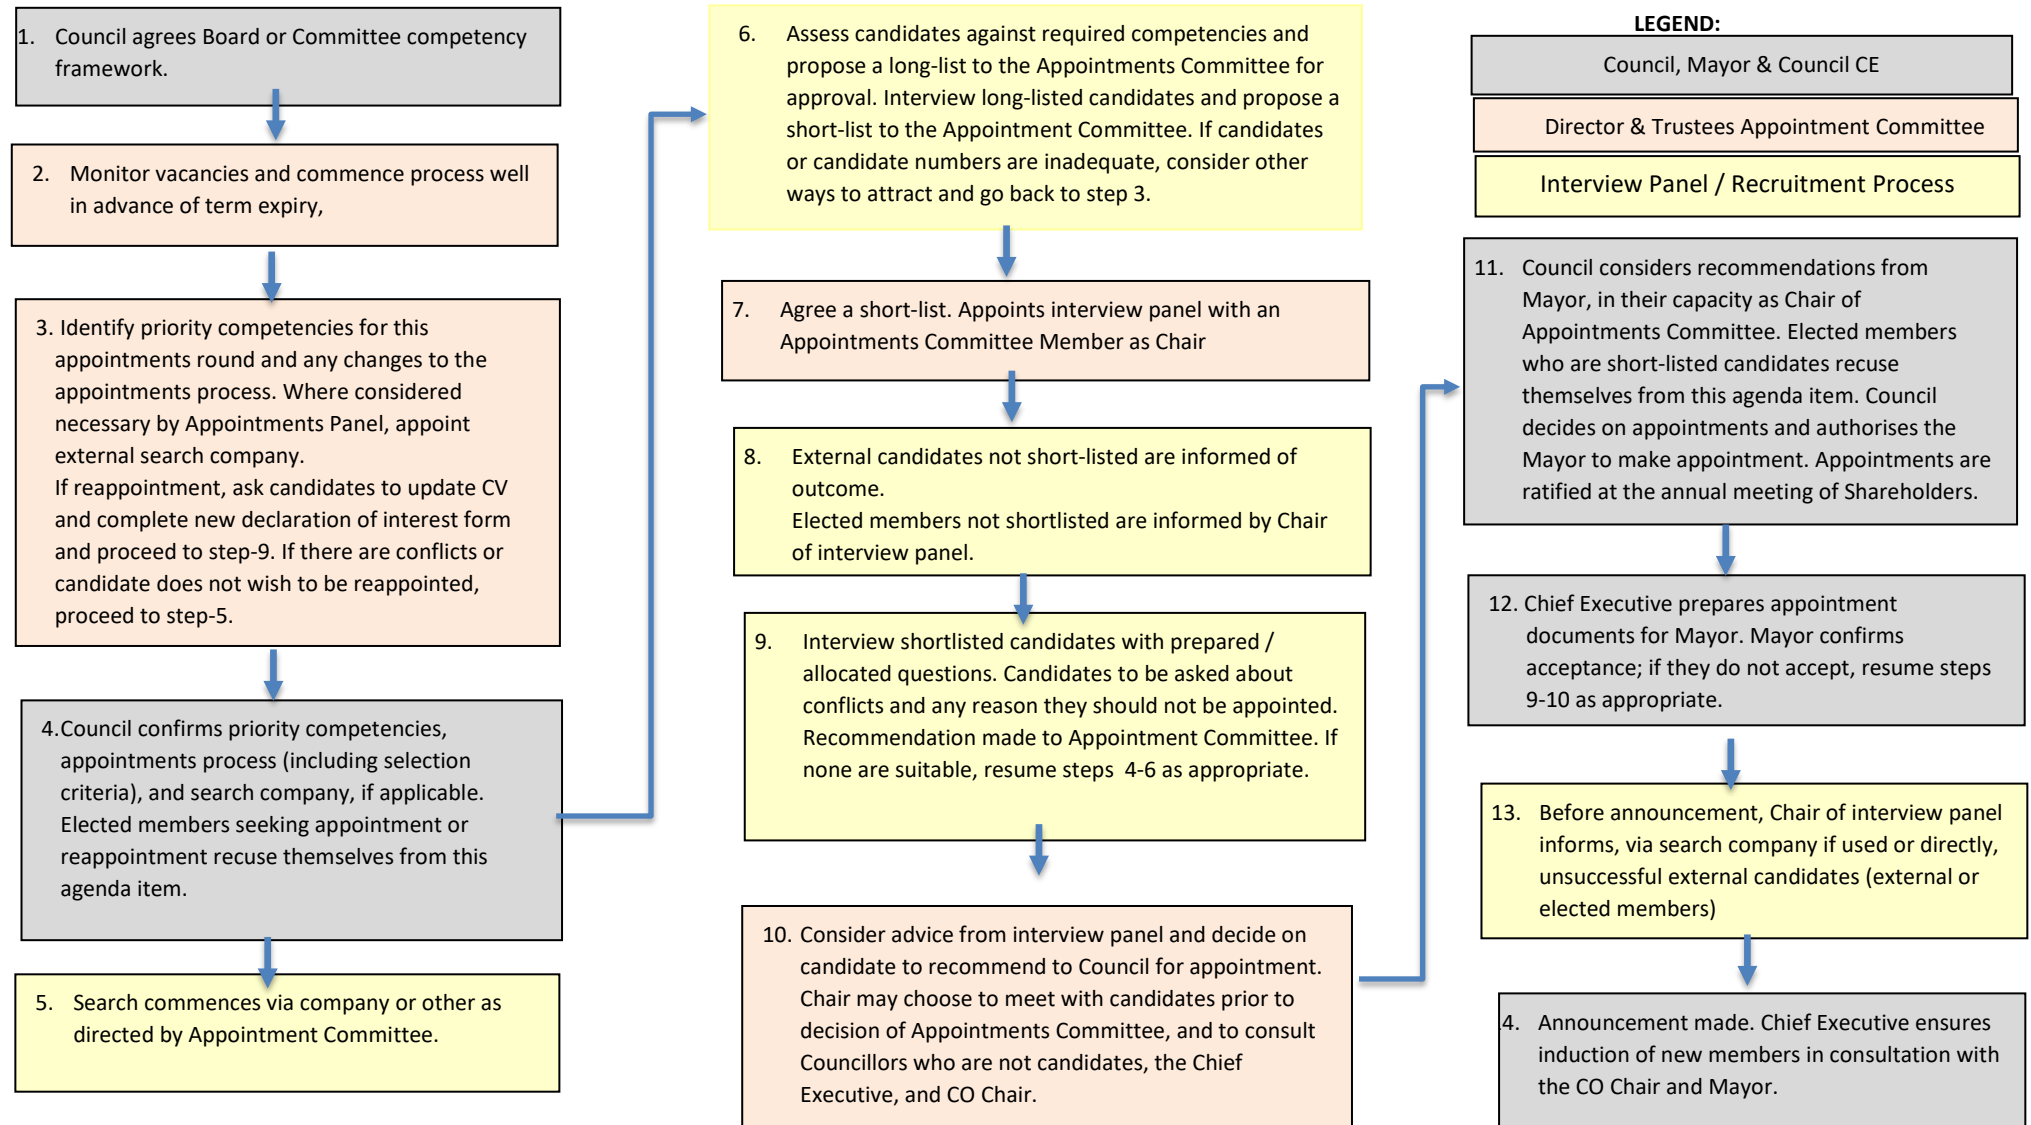 1. Council agrees Board or Committee competency
framework.
2. Monitor vacancies and commence process well
in advance of term expiry,
3. Identify priority competencies for this
appointments round and any changes to the
appointments process. Where considered
necessary by Appointments Panel, appoint
external search company.
If reappointment, ask candidates to update CV
and complete new declaration of interest form
and proceed to step-9. If there are conflicts or
candidate does not wish to be reappointed,
proceed to step-5.
4.Council confirms priority competencies,
appointments process (including selection
criteria), and search company, if applicable.
Elected members seeking appointment or
reappointment recuse themselves from this
agenda item.
5. Search commences via company or other as
directed by Appointment Committee.
6. Assess candidates against required competencies and
propose a long-list to the Appointments Committee for
approval. Interview long-listed candidates and propose a
short-list to the Appointment Committee. If candidates
or candidate numbers are inadequate, consider other
ways to attract and go back to step 3.
7. Agree a short-list. Appoints interview panel with an
Appointments Committee Member as Chair
8. External candidates not short-listed are informed of
outcome.
Elected members not shortlisted are informed by Chair
of interview panel.
9. Interview shortlisted candidates with prepared /
allocated questions. Candidates to be asked about
conflicts and any reason they should not be appointed.
Recommendation made to Appointment Committee. If
none are suitable, resume steps 4-6 as appropriate.
10. Consider advice from interview panel and decide on
candidate to recommend to Council for appointment.
Chair may choose to meet with candidates prior to
decision of Appointments Committee, and to consult
Councillors who are not candidates, the Chief
Executive, and CO Chair.
LEGEND:
Council, Mayor & Council CE
Director & Trustees Appointment Committee
Interview Panel / Recruitment Process
11. Council considers recommendations from
Mayor, in their capacity as Chair of
Appointments Committee. Elected members
who are short-listed candidates recuse
themselves from this agenda item. Council
decides on appointments and authorises the
Mayor to make appointment. Appointments are
ratified at the annual meeting of Shareholders.
12. Chief Executive prepares appointment
documents for Mayor. Mayor confirms
acceptance; if they do not accept, resume steps
9-10 as appropriate.
13. Before announcement, Chair of interview panel
informs, via search company if used or directly,
unsuccessful external candidates (external or
elected members)
4. Announcement made. Chief Executive ensures
induction of new members in consultation with
the CO Chair and Mayor.